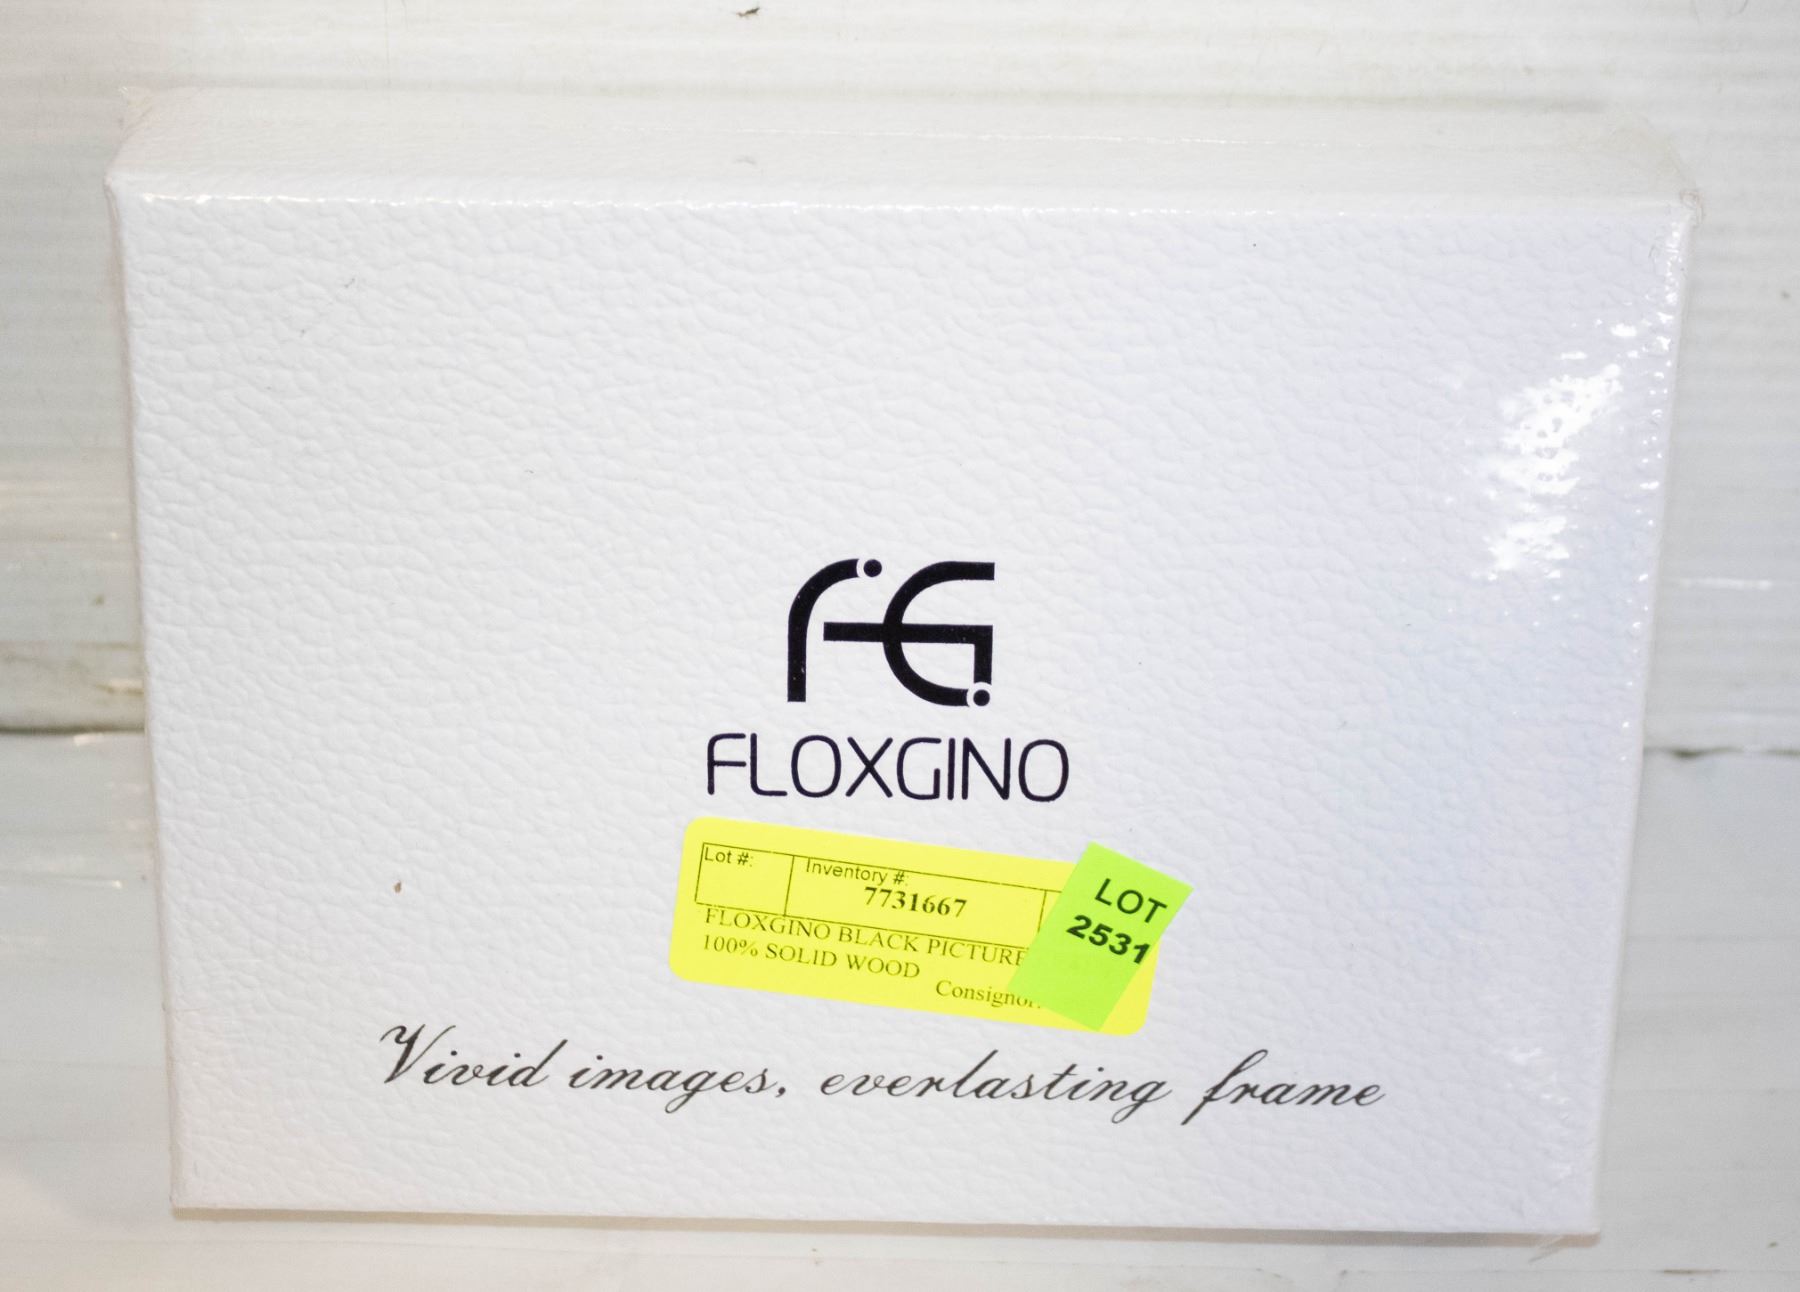 FG
FLOXGINO
Lot #:
Inventory #:
7731667
LOT
2531
FLOXGINO BLACK PICTURE
100% SOLID WOOD
Consignor:
Vivid images, everlasting frame